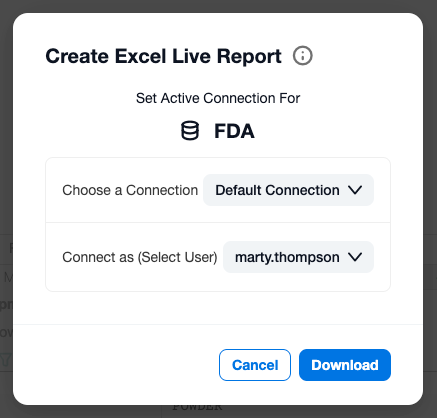 Create Excel Live Report
Set Active Connection For
FDA
Choose a Connection Default Connection
Connect as (Select User) marty.thompson
Cancel Download
POWDER